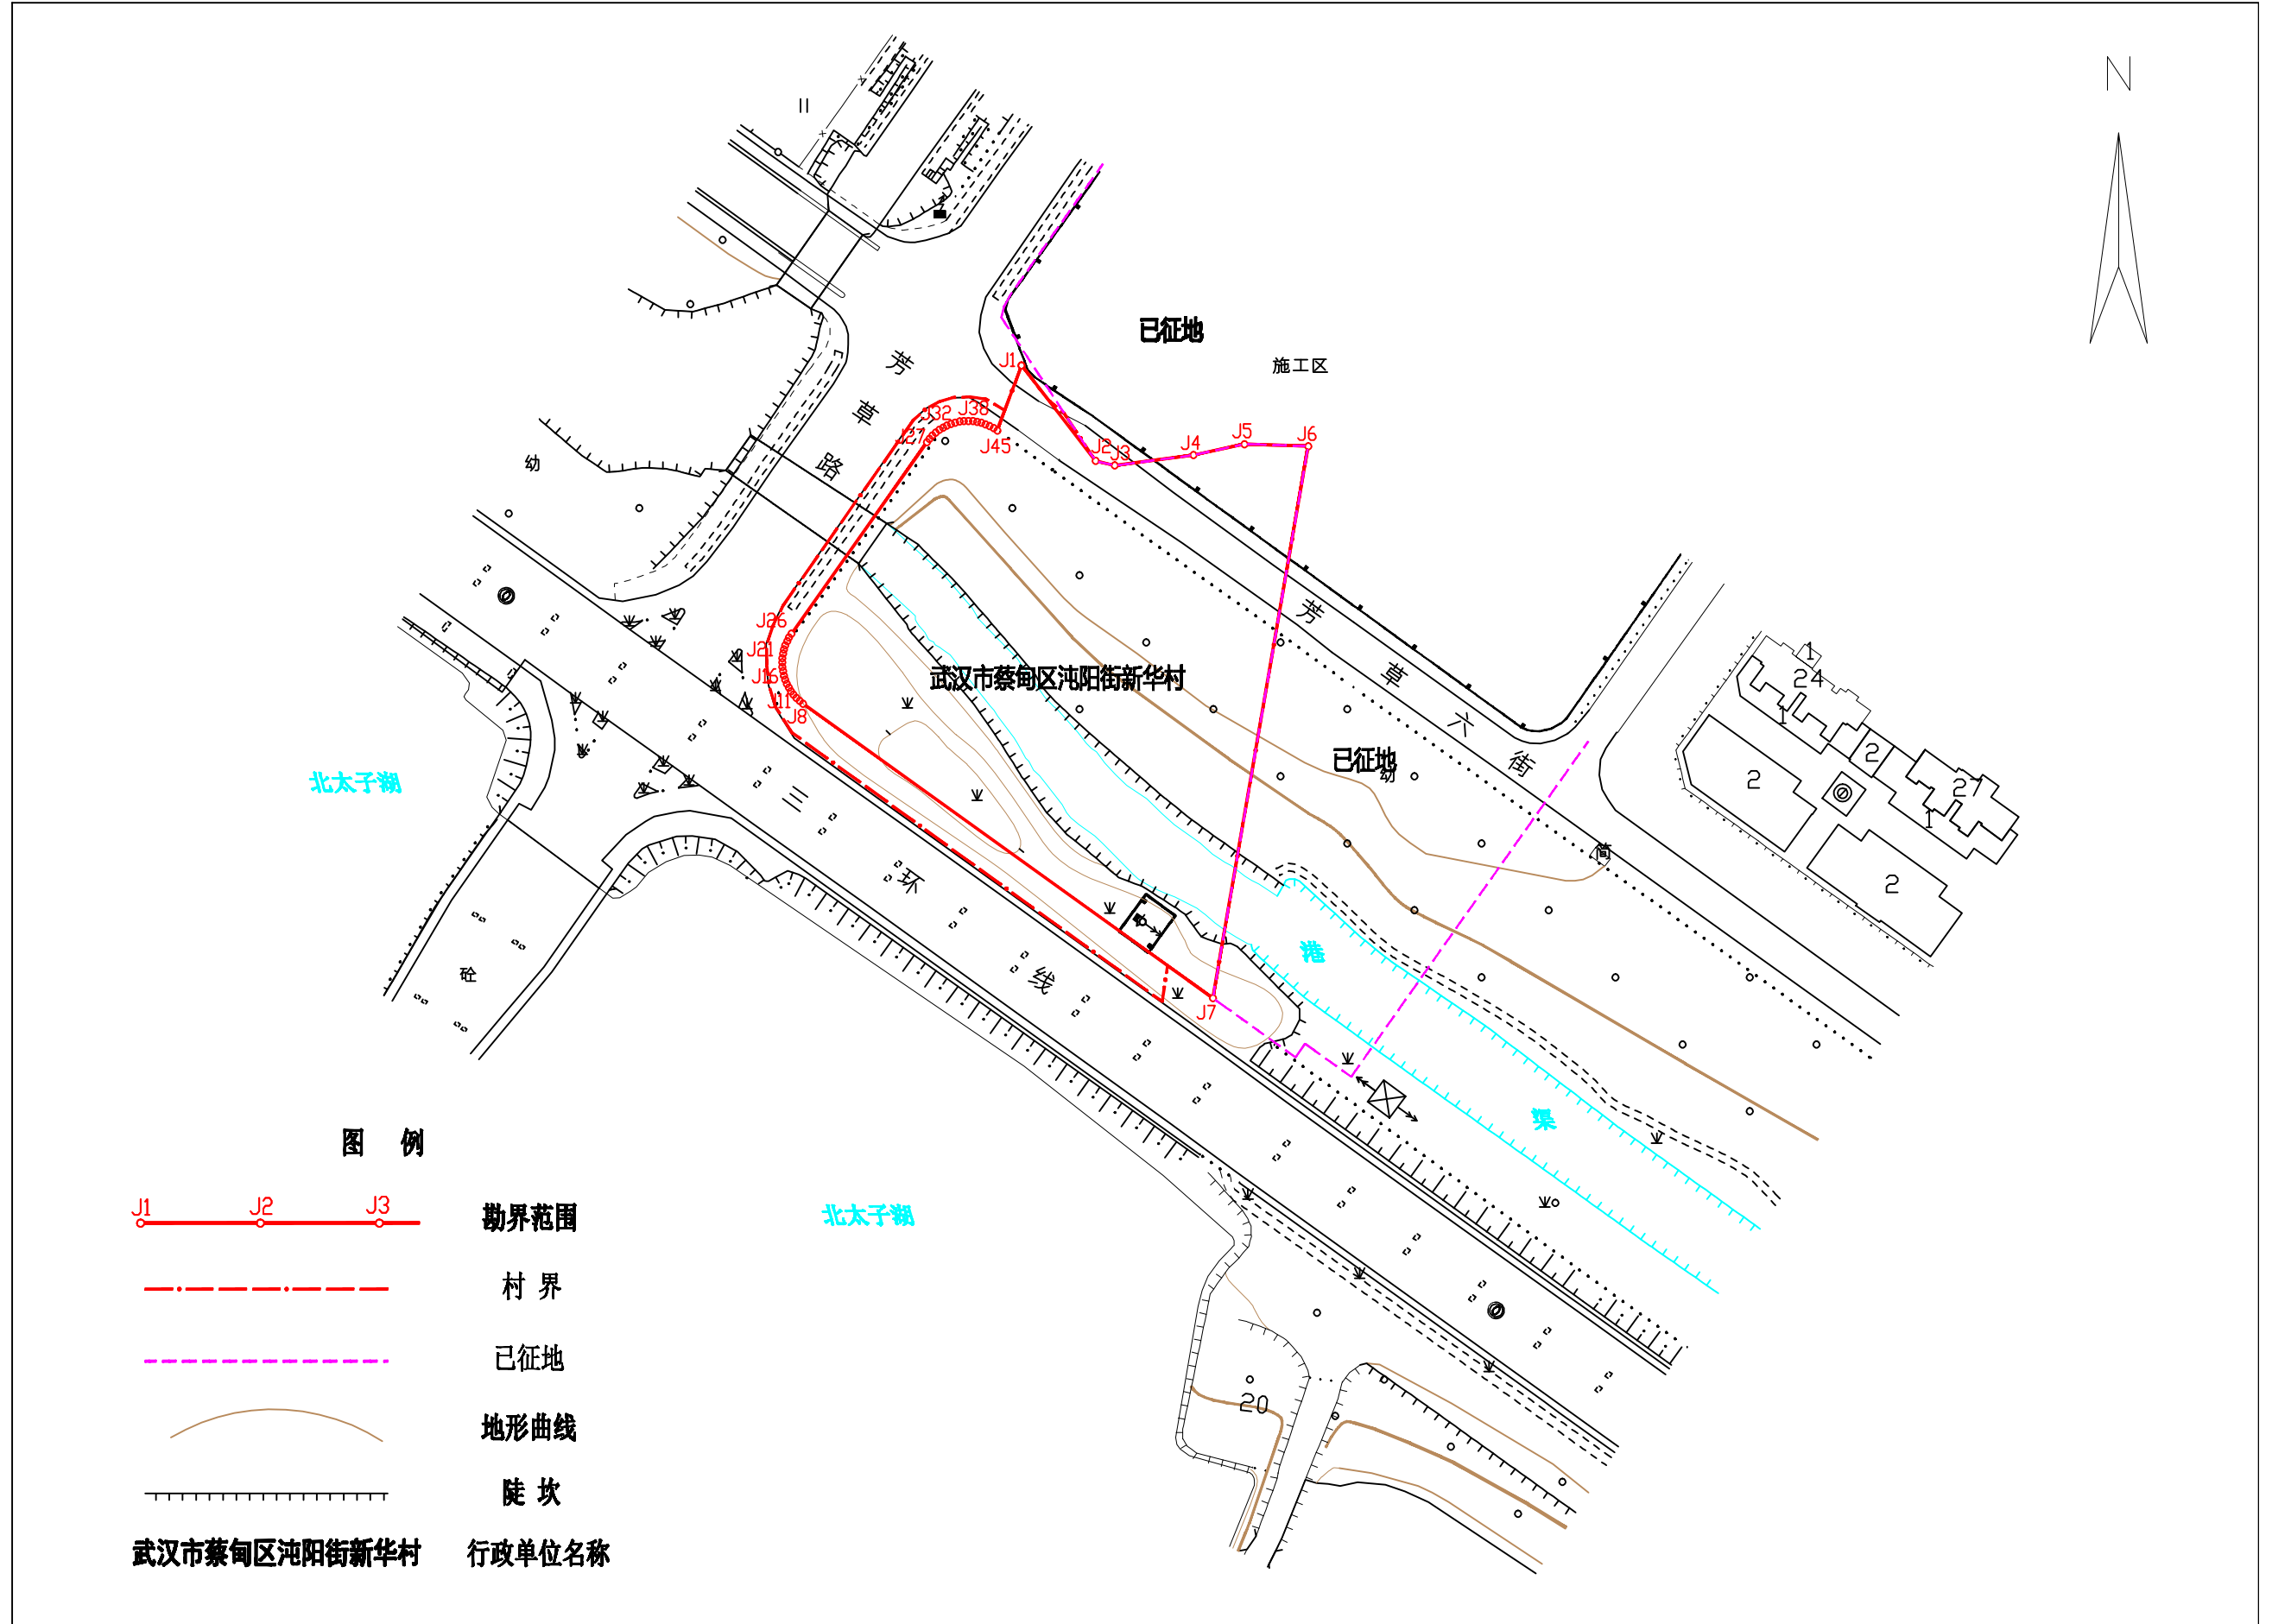 N
已征地
施工区
芳
草
路
J1
J32
J38
J27
J45
J2
J3
J4
J5
J6
幼
芳
草
六
街
J26
J21
J16
J11
J8
武汉市蔡甸区沌阳街新华村
已征地
幼
1
24
1
2
2
27
1
2
简
北太子湖
三
环
线
港
渠
砼
J7
北太子湖
20
图 例
J1 J2 J3 勘界范围
村 界
已征地
地形曲线
陡 坎
武汉市蔡甸区沌阳街新华村 行政单位名称